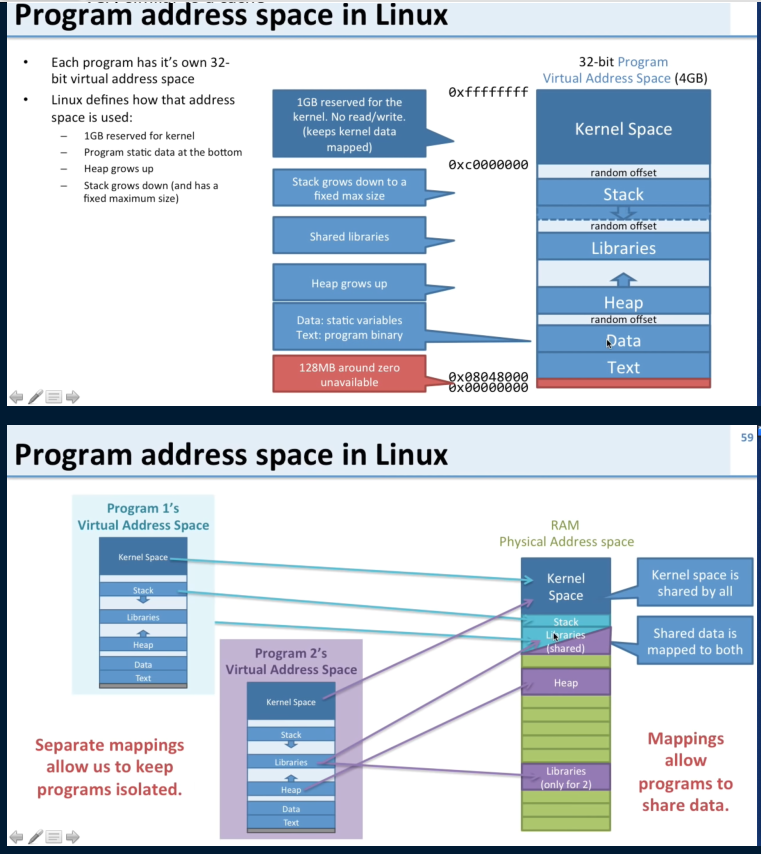 Program address space in Linux
• Each program has it's own 32-
bit virtual address space
• Linux defines how that address
space is used:
– 1GB reserved for kernel
– Program static data at the bottom
– Heap grows up
– Stack grows down (and has a
fixed maximum size)
1GB reserved for the
kernel. No read/write.
(keeps kernel data
mapped)
Stack grows down to a
fixed max size
Shared libraries
Heap grows up
Data: static variables
Text: program binary
128MB around zero
unavailable
0xffffffff
0xc0000000
0x08048000
0x00000000
32-bit Program
Virtual Address Space (4GB)
Kernel Space
random offset
Stack
random offset
Libraries
Heap
random offset
Data
Text
59
Program address space in Linux
Program 1's
Virtual Address Space
Kernel Space
Stack
Libraries
Heap
Data
Text
Program 2's
Virtual Address Space
Kernel Space
Stack
Libraries
Heap
Data
Text
Separate mappings
allow us to keep
programs isolated.
RAM
Physical Address space
Kernel
Space
Stack
Libraries
(shared)
Heap
Libraries
(only for 2)
Kernel space is
shared by all
Shared data is
mapped to both
Mappings
allow
programs to
share data.